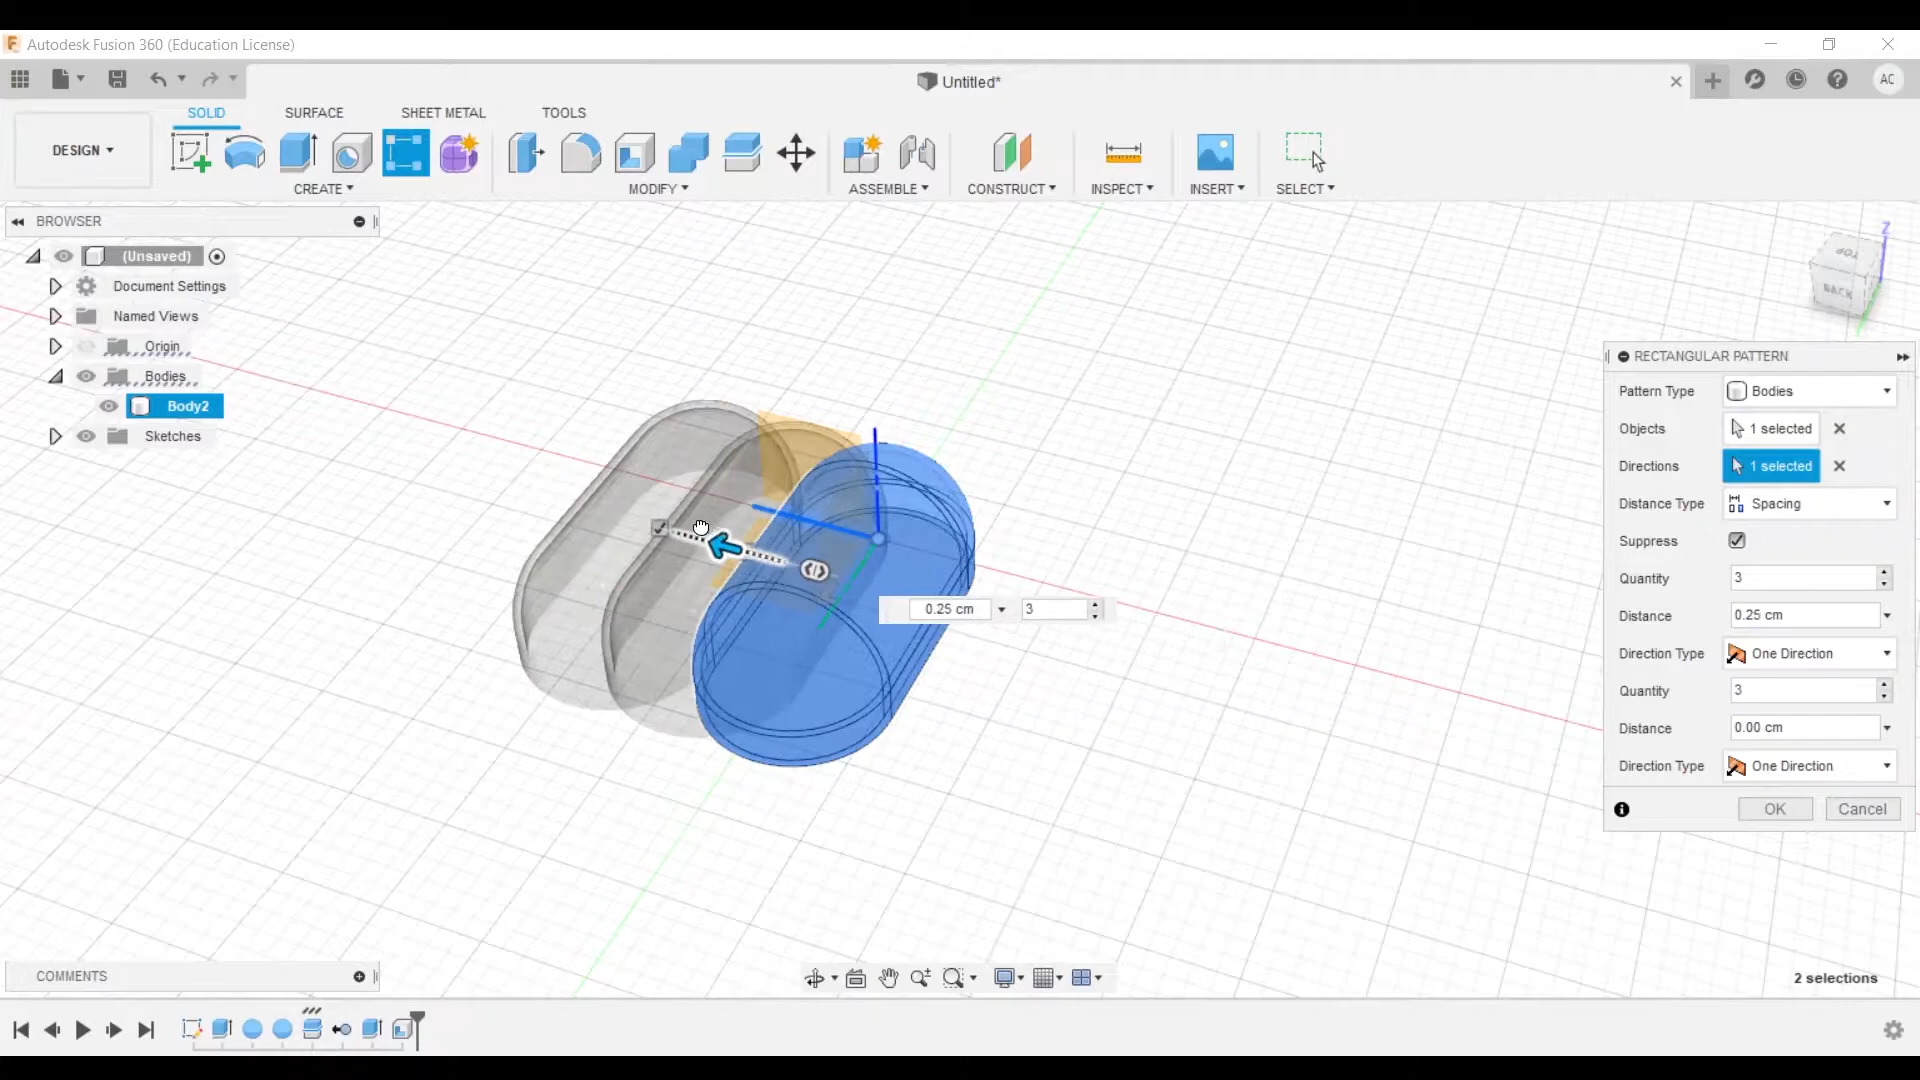 Autodesk Fusion 360 (Education License)
Untitled*
AC
SOLID SURFACE SHEET METAL TOOLS
DESIGN
CREATE MODIFY ASSEMBLE CONSTRUCT INSPECT INSERT SELECT
BROWSER
(Unsaved)
Document Settings
Named Views
Origin
Bodies
Body2
Sketches
Z
TOP
BACK
0.25 cm 3
RECTANGULAR PATTERN
Pattern Type Bodies
Objects 1 selected
Directions 1 selected
Distance Type Spacing
Suppress
Quantity 3
Distance 0.25 cm
Direction Type One Direction
Quantity 3
Distance 0.00 cm
Direction Type One Direction
OK Cancel
COMMENTS
2 selections